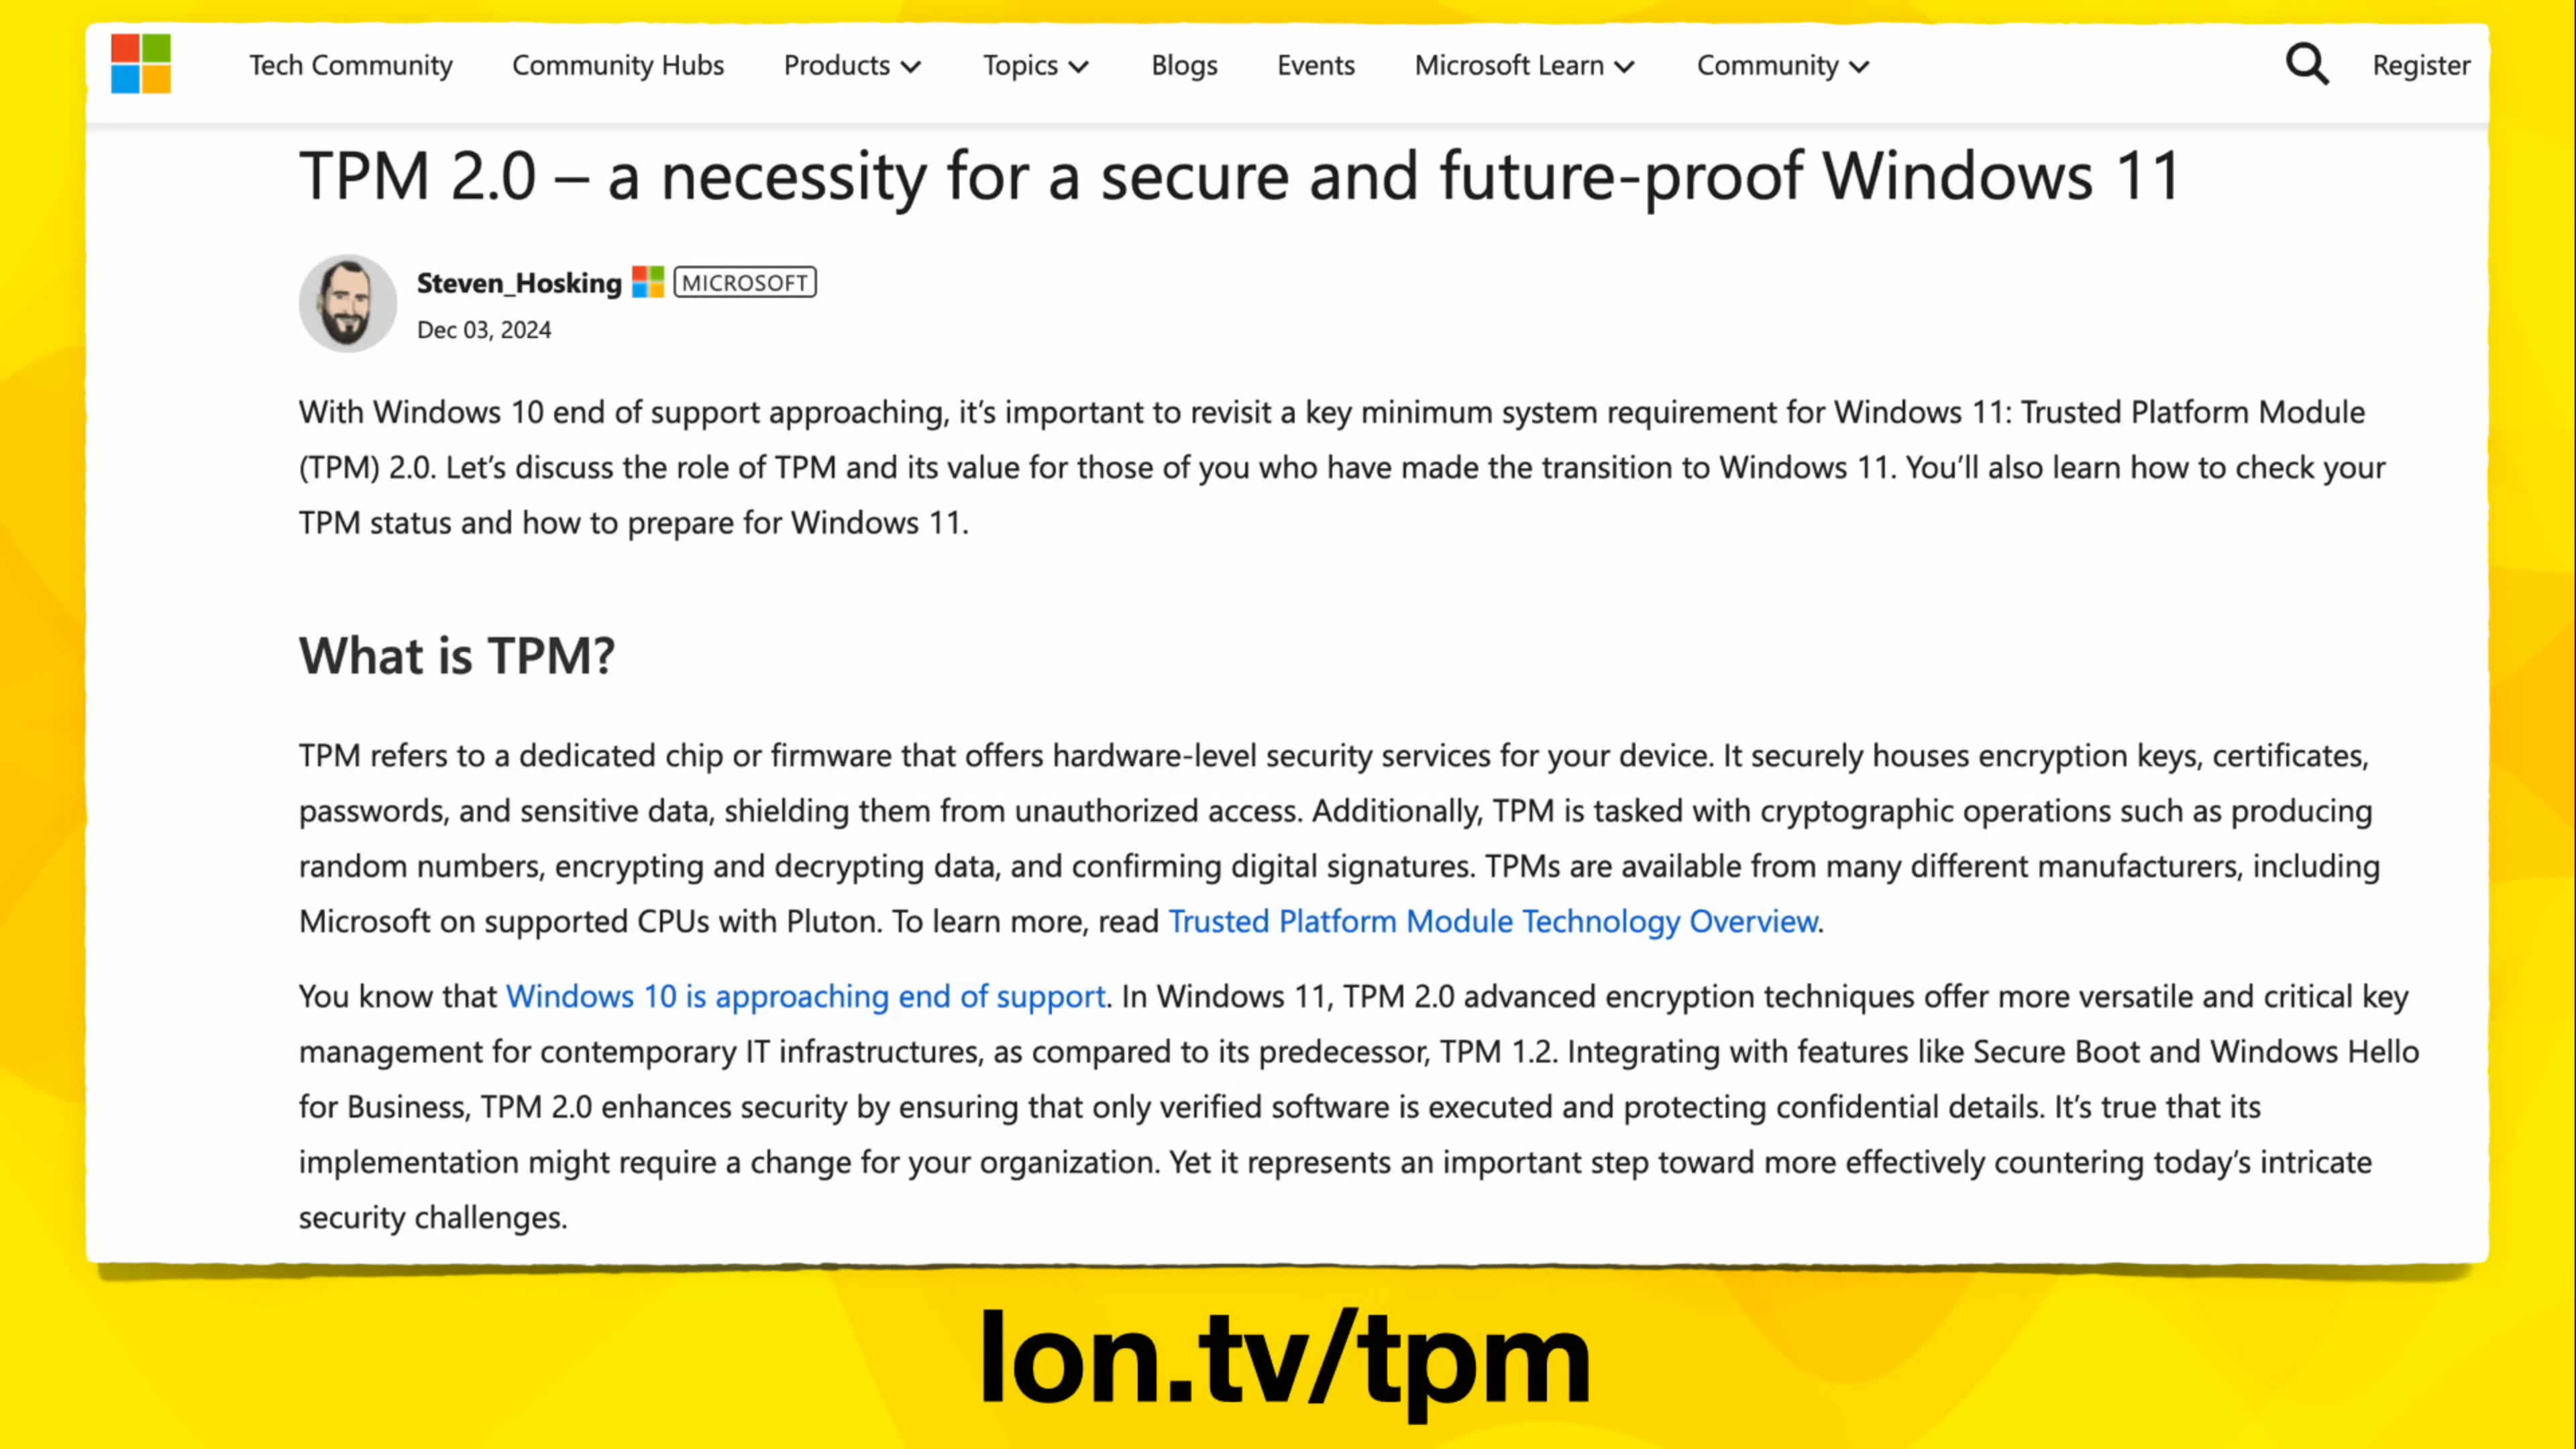 Tech Community Community Hubs Products Topics Blogs Events Microsoft Learn Community Register
TPM 2.0 – a necessity for a secure and future-proof Windows 11
Steven_Hosking MICROSOFT
Dec 03, 2024
With Windows 10 end of support approaching, it’s important to revisit a key minimum system requirement for Windows 11: Trusted Platform Module
(TPM) 2.0. Let’s discuss the role of TPM and its value for those of you who have made the transition to Windows 11. You’ll also learn how to check your
TPM status and how to prepare for Windows 11.
What is TPM?
TPM refers to a dedicated chip or firmware that offers hardware-level security services for your device. It securely houses encryption keys, certificates,
passwords, and sensitive data, shielding them from unauthorized access. Additionally, TPM is tasked with cryptographic operations such as producing
random numbers, encrypting and decrypting data, and confirming digital signatures. TPMs are available from many different manufacturers, including
Microsoft on supported CPUs with Pluton. To learn more, read Trusted Platform Module Technology Overview.
You know that Windows 10 is approaching end of support. In Windows 11, TPM 2.0 advanced encryption techniques offer more versatile and critical key
management for contemporary IT infrastructures, as compared to its predecessor, TPM 1.2. Integrating with features like Secure Boot and Windows Hello
for Business, TPM 2.0 enhances security by ensuring that only verified software is executed and protecting confidential details. It’s true that its
implementation might require a change for your organization. Yet it represents an important step toward more effectively countering today’s intricate
security challenges.
lon.tv/tpm